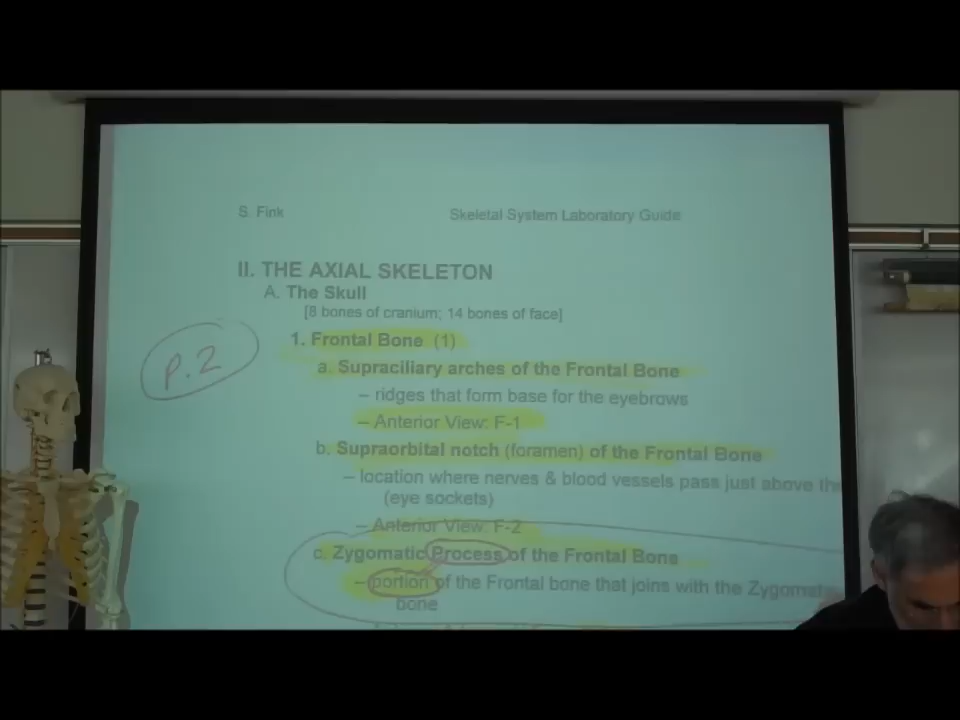 S. Fink Skeletal System Laboratory Guide
II. THE AXIAL SKELETON
A. The Skull
[8 bones of cranium; 14 bones of face]
1. Frontal Bone (1)
p.2
a. Supraciliary arches of the Frontal Bone
– ridges that form base for the eyebrows
– Anterior View: F-1
b. Supraorbital notch (foramen) of the Frontal Bone
– location where nerves & blood vessels pass just above
(eye sockets)
– Anterior View: F-2
c. Zygomatic Process of the Frontal Bone
– portion of the Frontal bone that joins with the
bone